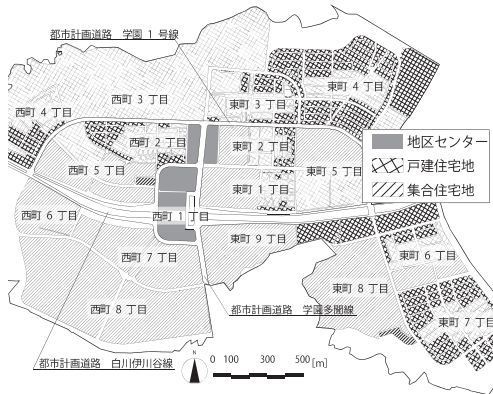 都市計画道路　学園 1 号線
西町 3 丁目
東町 4 丁目
西町 4 丁目
東町 3 丁目
西町 2 丁目
東町 2 丁目
地区センター
西町 5 丁目
東町 5 丁目
戸建住宅地
東町 1 丁目
集合住宅地
西町 6 丁目
西町 1 丁目
東町 9 丁目
西町 7 丁目
東町 6 丁目
東町 8 丁目
西町 8 丁目
都市計画道路　学園多聞線
東町 7 丁目
都市計画道路　白川伊川谷線
N
0 100 300 500 [m]